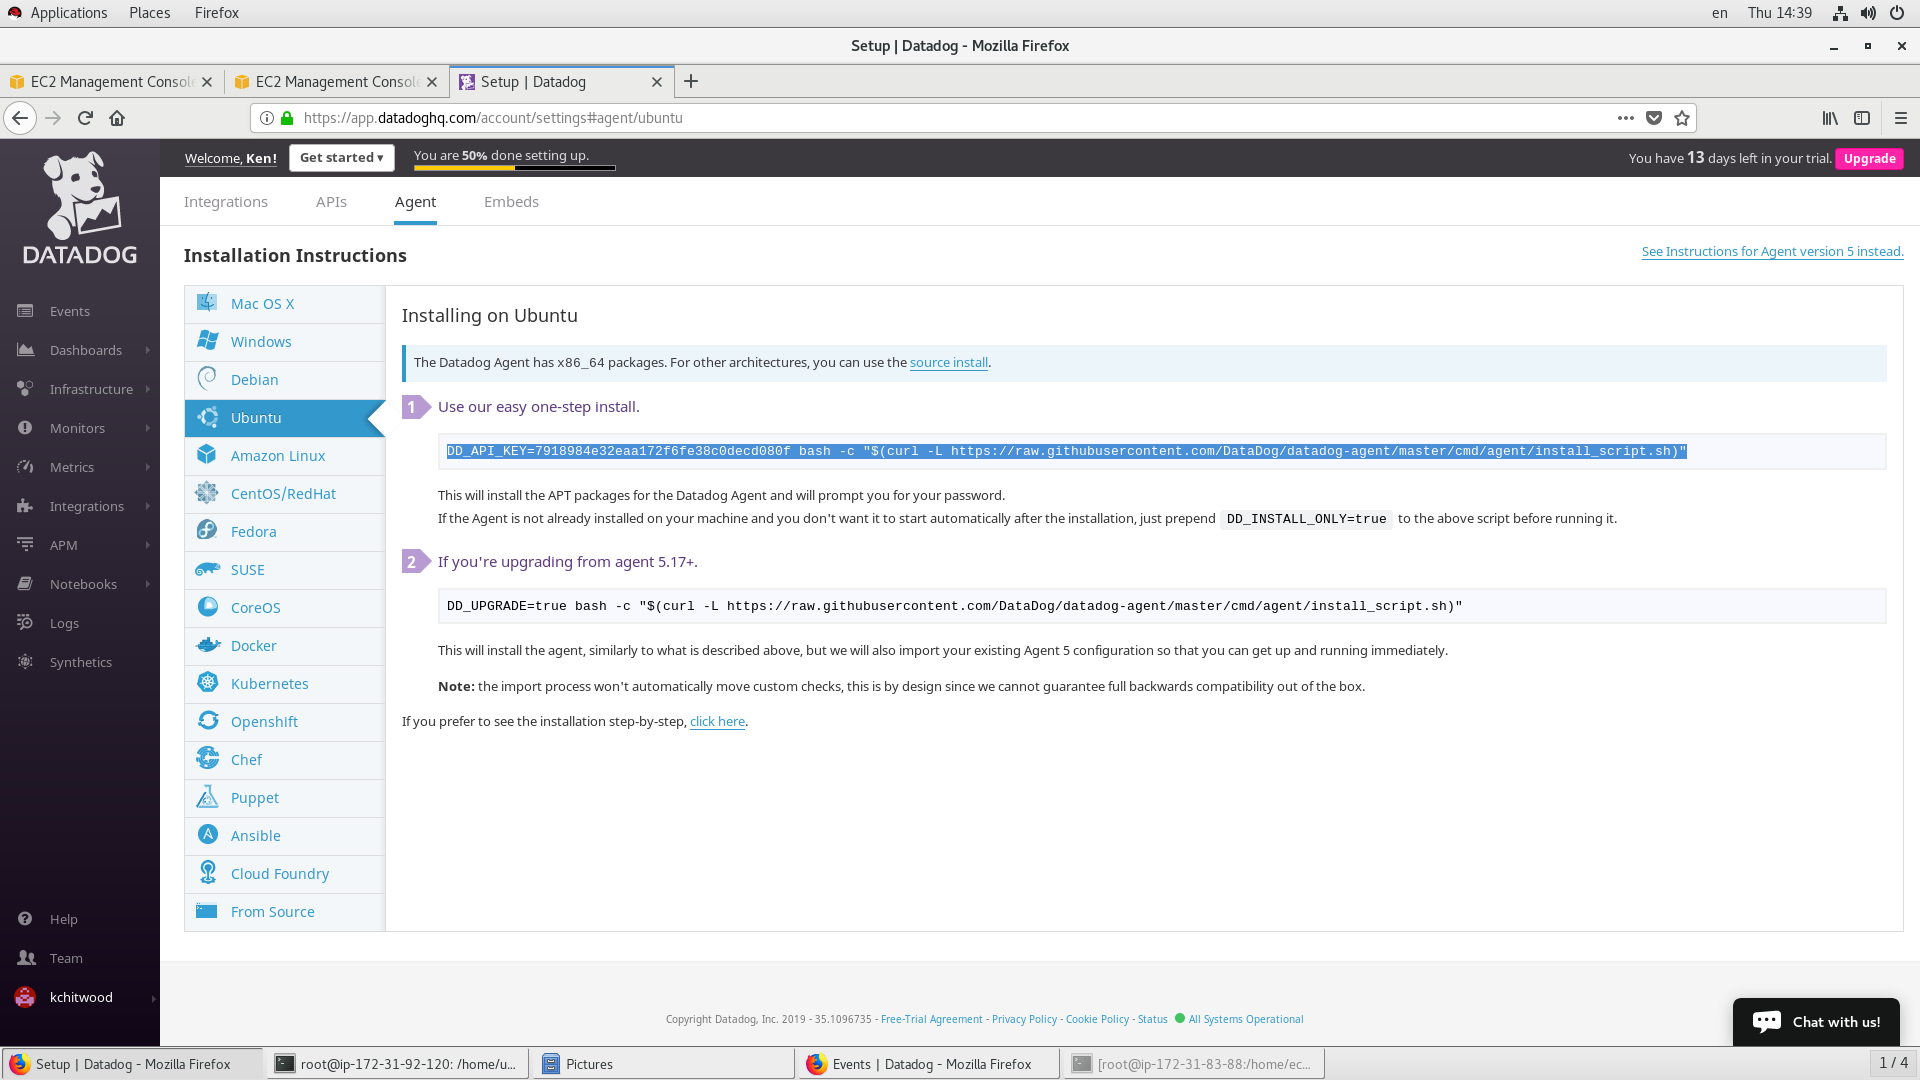 Applications Places Firefox en Thu 14:39
Setup | Datadog - Mozilla Firefox
EC2 Management Consol EC2 Management Consol Setup | Datadog
https://app.datadoghq.com/account/settings#agent/ubuntu
Welcome, Ken! Get started ▾ You are 50% done setting up. You have 13 days left in your trial. Upgrade
DATADOG
Events
Dashboards
Infrastructure
Monitors
Metrics
Integrations
APM
Notebooks
Logs
Synthetics
Help
Team
kchitwood
Integrations APIs Agent Embeds
Installation Instructions
See Instructions for Agent version 5 instead.
Mac OS X
Windows
Debian
Ubuntu
Amazon Linux
CentOS/RedHat
Fedora
SUSE
CoreOS
Docker
Kubernetes
Openshift
Chef
Puppet
Ansible
Cloud Foundry
From Source
Installing on Ubuntu
The Datadog Agent has x86_64 packages. For other architectures, you can use the source install.
1 Use our easy one-step install.
DD_API_KEY=7918984e32eaa172f6fe38c0decd080f bash -c "$(curl -L https://raw.githubusercontent.com/DataDog/datadog-agent/master/cmd/agent/install_script.sh)"
This will install the APT packages for the Datadog Agent and will prompt you for your password.
If the Agent is not already installed on your machine and you don't want it to start automatically after the installation, just prepend DD_INSTALL_ONLY=true to the above script before running it.
2 If you're upgrading from agent 5.17+.
DD_UPGRADE=true bash -c "$(curl -L https://raw.githubusercontent.com/DataDog/datadog-agent/master/cmd/agent/install_script.sh)"
This will install the agent, similarly to what is described above, but we will also import your existing Agent 5 configuration so that you can get up and running immediately.
Note: the import process won't automatically move custom checks, this is by design since we cannot guarantee full backwards compatibility out of the box.
If you prefer to see the installation step-by-step, click here.
Copyright Datadog, Inc. 2019 - 35.1096735 - Free-Trial Agreement - Privacy Policy - Cookie Policy - Status All Systems Operational
Chat with us!
Setup | Datadog - Mozilla Firefox root@ip-172-31-92-120: /home/u... Pictures Events | Datadog - Mozilla Firefox [root@ip-172-31-83-88:/home/ec... 1 / 4